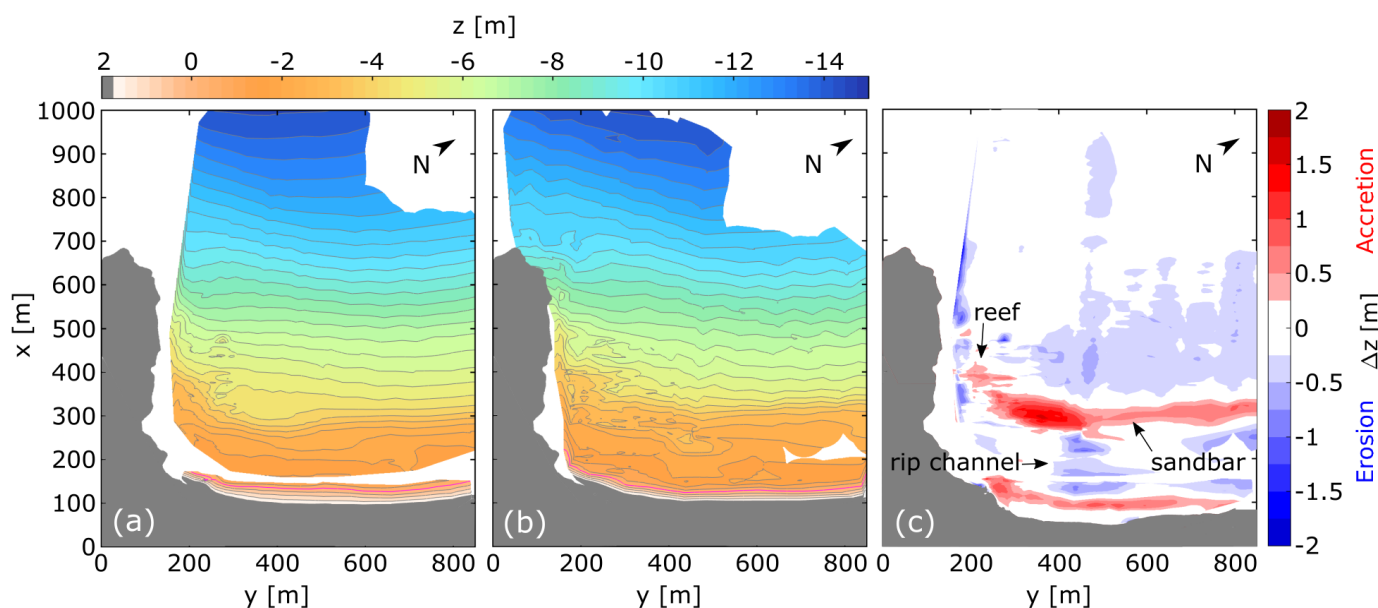 z [m]
2 0 -2 -4 -6 -8 -10 -12 -14
1000
900
800
700
600
500
400
300
200
100
0
x [m]
N
N
N
(a)
(b)
(c)
reef
rip channel
sandbar
0 200 400 600 800
0 200 400 600 800
0 200 400 600 800
y [m]
y [m]
y [m]
2
1.5
1
0.5
0
-0.5
-1
-1.5
-2
Accretion
Δz [m]
Erosion